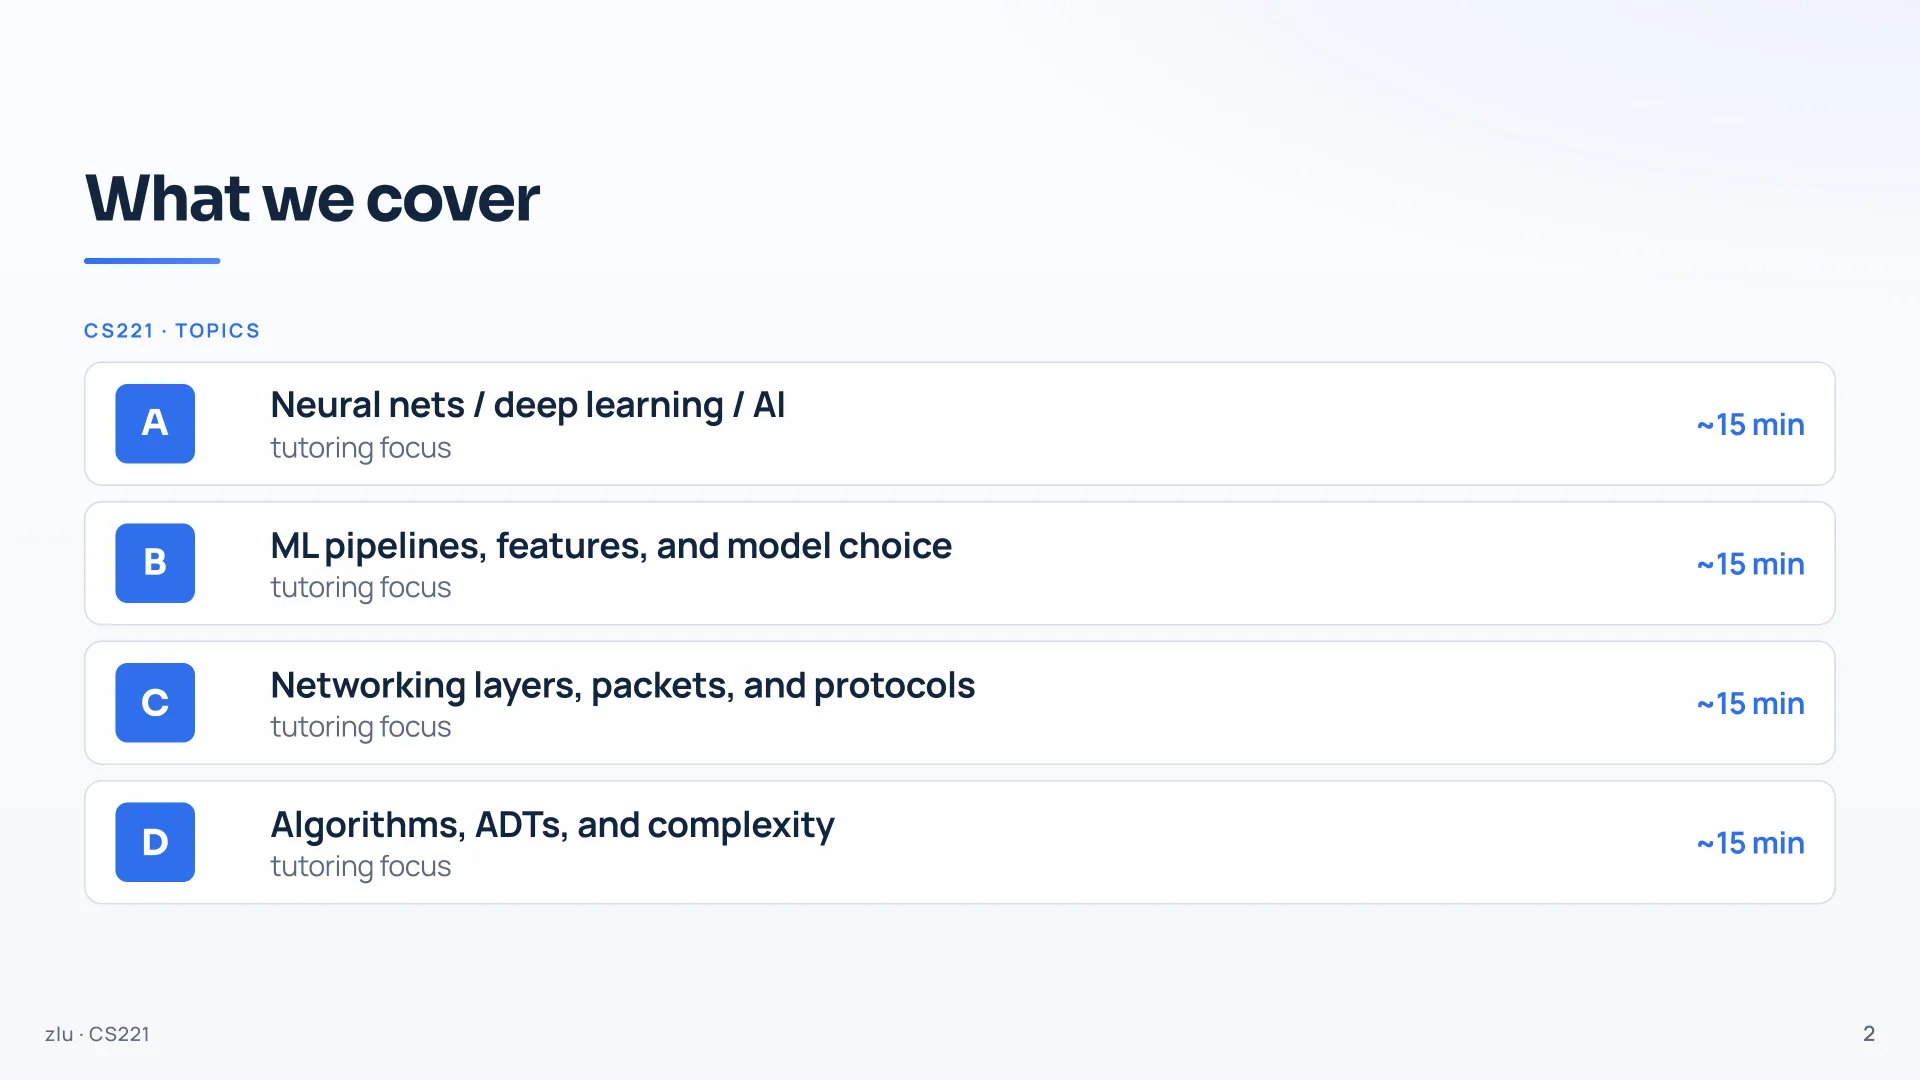 What we cover
CS221 · TOPICS
A
Neural nets / deep learning / AI
tutoring focus
~15 min
B
ML pipelines, features, and model choice
tutoring focus
~15 min
C
Networking layers, packets, and protocols
tutoring focus
~15 min
D
Algorithms, ADTs, and complexity
tutoring focus
~15 min
zlu · CS221
2